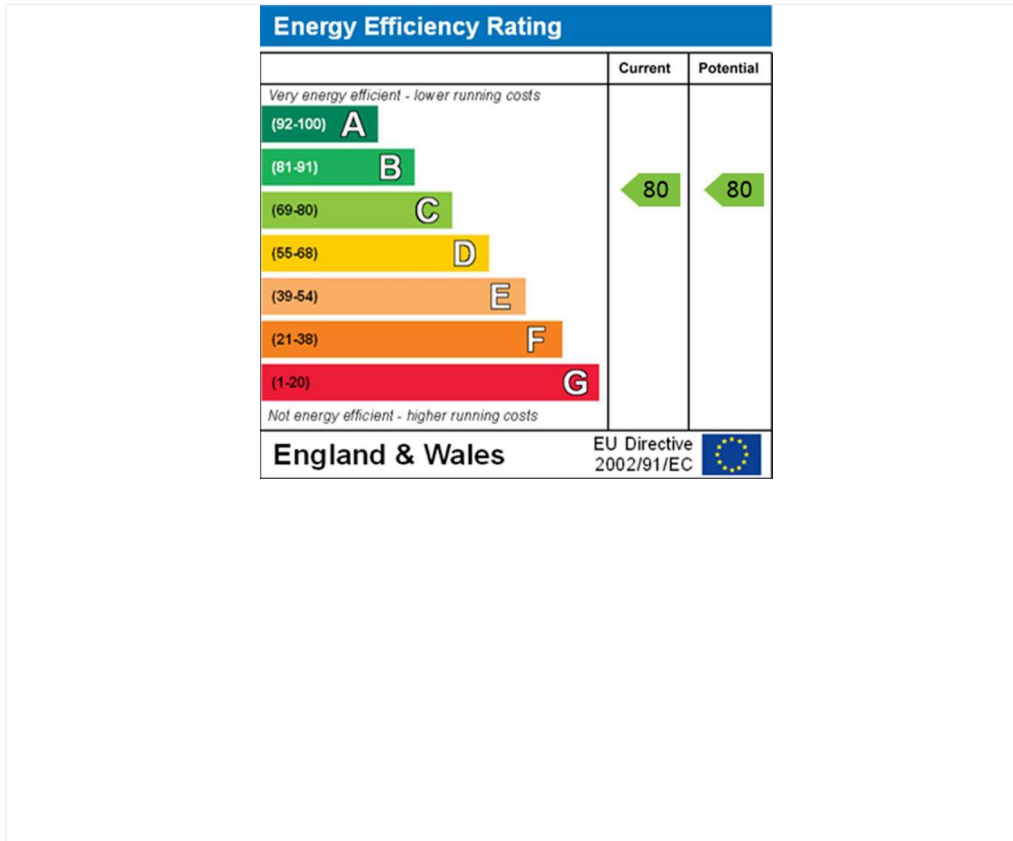 Energy Efficiency Rating
Current Potential
Very energy efficient - lower running costs
(92-100) A
(81-91) B
(69-80) C
80 80
(55-68) D
(39-54) E
(21-38) F
(1-20) G
Not energy efficient - higher running costs
England & Wales
EU Directive
2002/91/EC